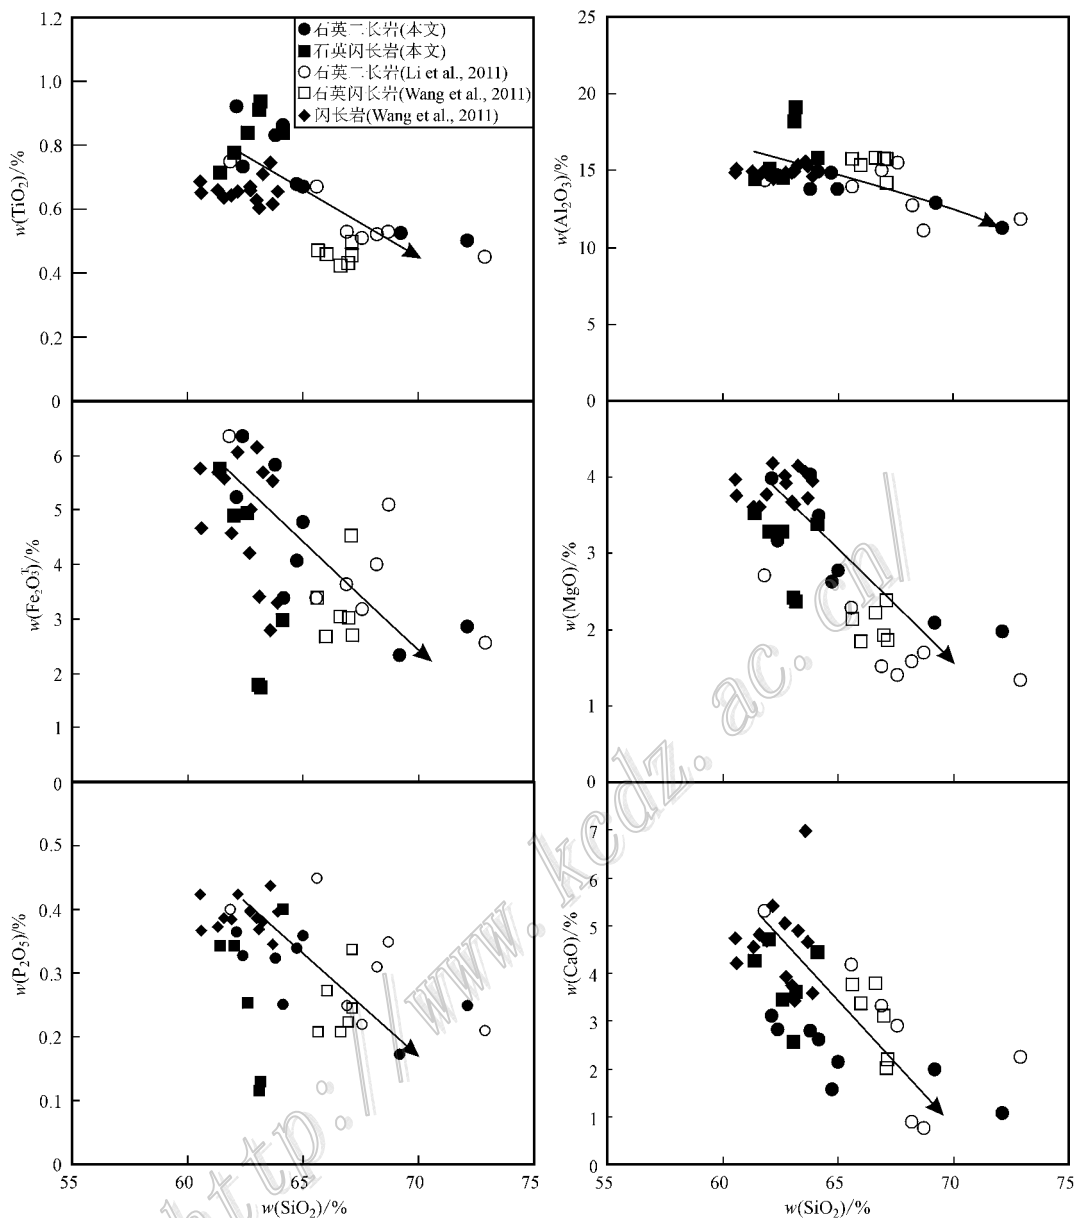 1.2
1.0
0.8
0.6
0.4
0.2
0
w(TiO₂)/%
石英二长岩(本文)
石英闪长岩(本文)
石英二长岩(Li et al., 2011)
石英闪长岩(Wang et al., 2011)
闪长岩(Wang et al., 2011)
25
20
15
10
5
0
w(Al₂O₃)/%
6
5
4
3
2
1
0
w(Fe₂O₃ᵀ)/%
4
3
2
1
0
w(MgO)/%
0.5
0.4
0.3
0.2
0.1
0
w(P₂O₅)/%
55 60 65 70 75
w(SiO₂)/%
7
6
5
4
3
2
1
0
w(CaO)/%
55 60 65 70 75
w(SiO₂)/%
http://www.kcdz.ac.cn/